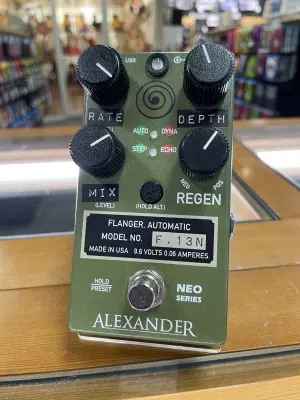 USB
RATE
DEPTH
AUTO DYNA
STEP ECHO
MIX
(LEVEL)
(HOLD ALT)
NEG POS
REGEN
FLANGER, AUTOMATIC
MODEL NO. F.13N
MADE IN USA 9.6 VOLTS 0.08 AMPERES
HOLD
PRESET
NEO
SERIES
ALEXANDER